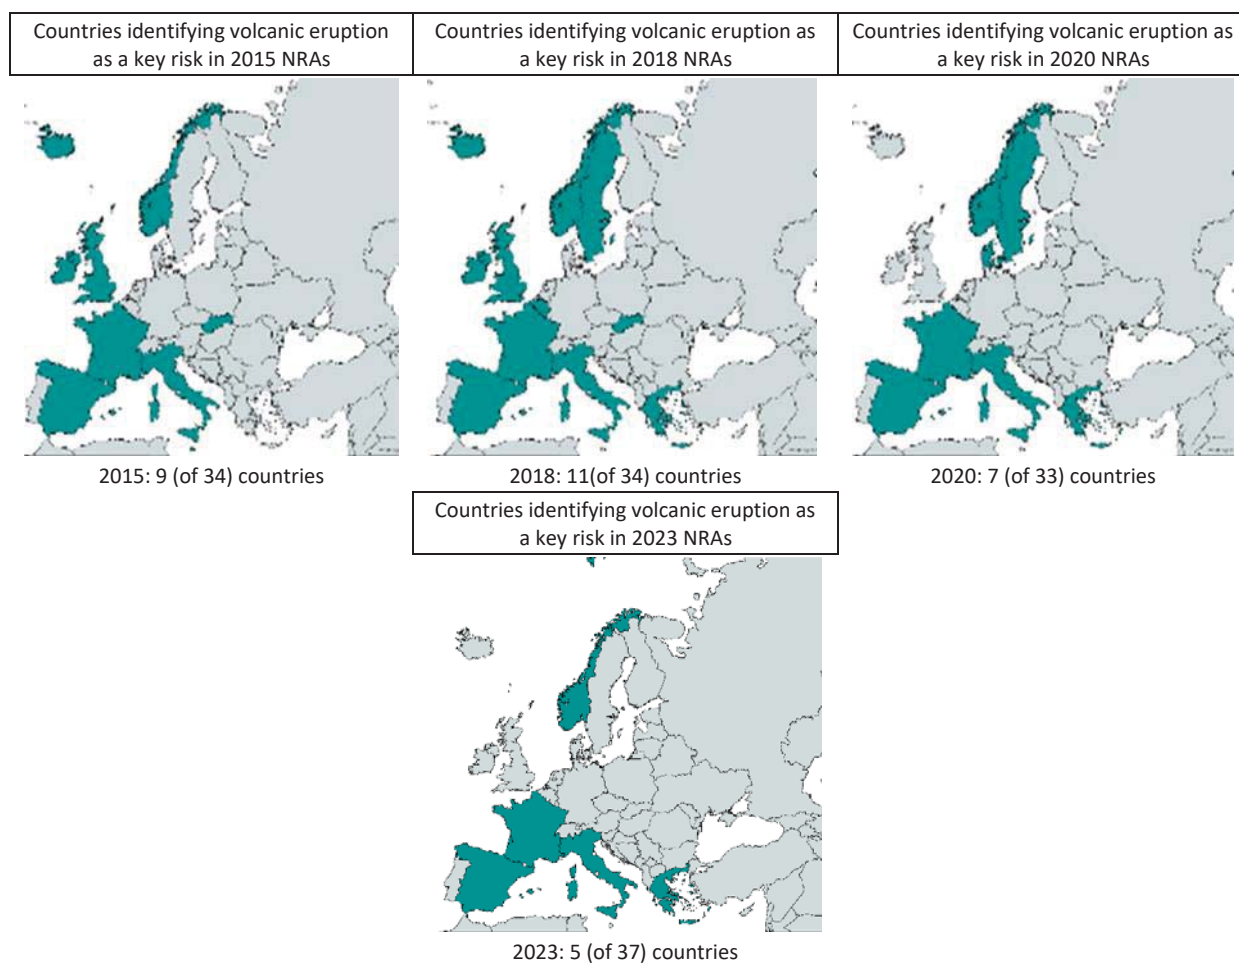 Countries identifying volcanic eruption
as a key risk in 2015 NRAs
Countries identifying volcanic eruption as
a key risk in 2018 NRAs
Countries identifying volcanic eruption as
a key risk in 2020 NRAs
2015: 9 (of 34) countries
2018: 11(of 34) countries
2020: 7 (of 33) countries
Countries identifying volcanic eruption as
a key risk in 2023 NRAs
2023: 5 (of 37) countries